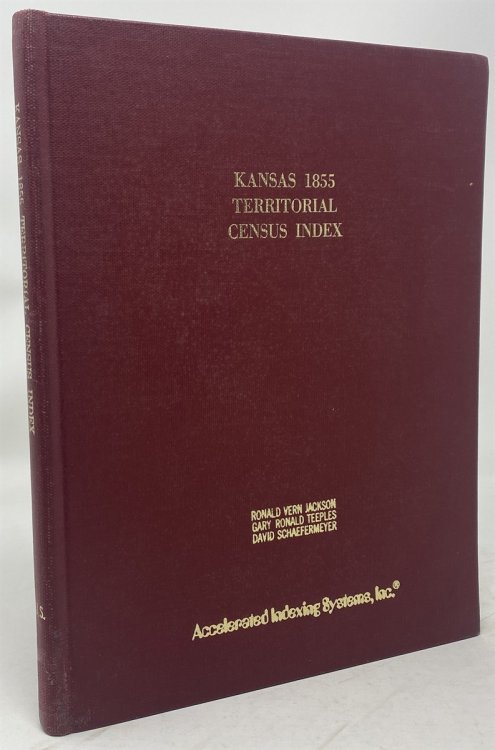 KANSAS 1855
TERRITORIAL
CENSUS INDEX
RONALD VERN JACKSON
GARY RONALD TEEPLES
DAVID SCHAEFERMEYER
Accelerated Indexing Systems, Inc.®
KANSAS 1855 TERRITORIAL CENSUS INDEX